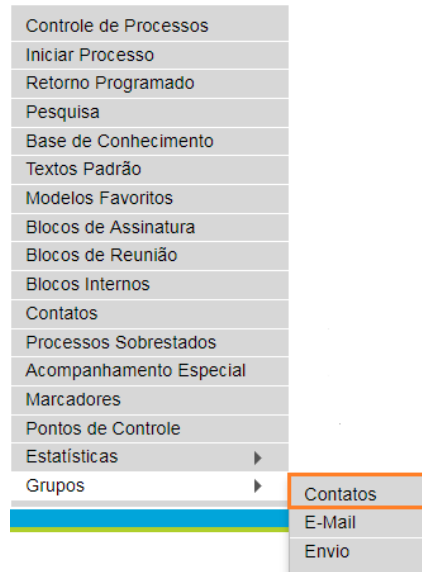 Controle de Processos
Iniciar Processo
Retorno Programado
Pesquisa
Base de Conhecimento
Textos Padrão
Modelos Favoritos
Blocos de Assinatura
Blocos de Reunião
Blocos Internos
Contatos
Processos Sobrestados
Acompanhamento Especial
Marcadores
Pontos de Controle
Estatísticas
Grupos
Contatos
E-Mail
Envio